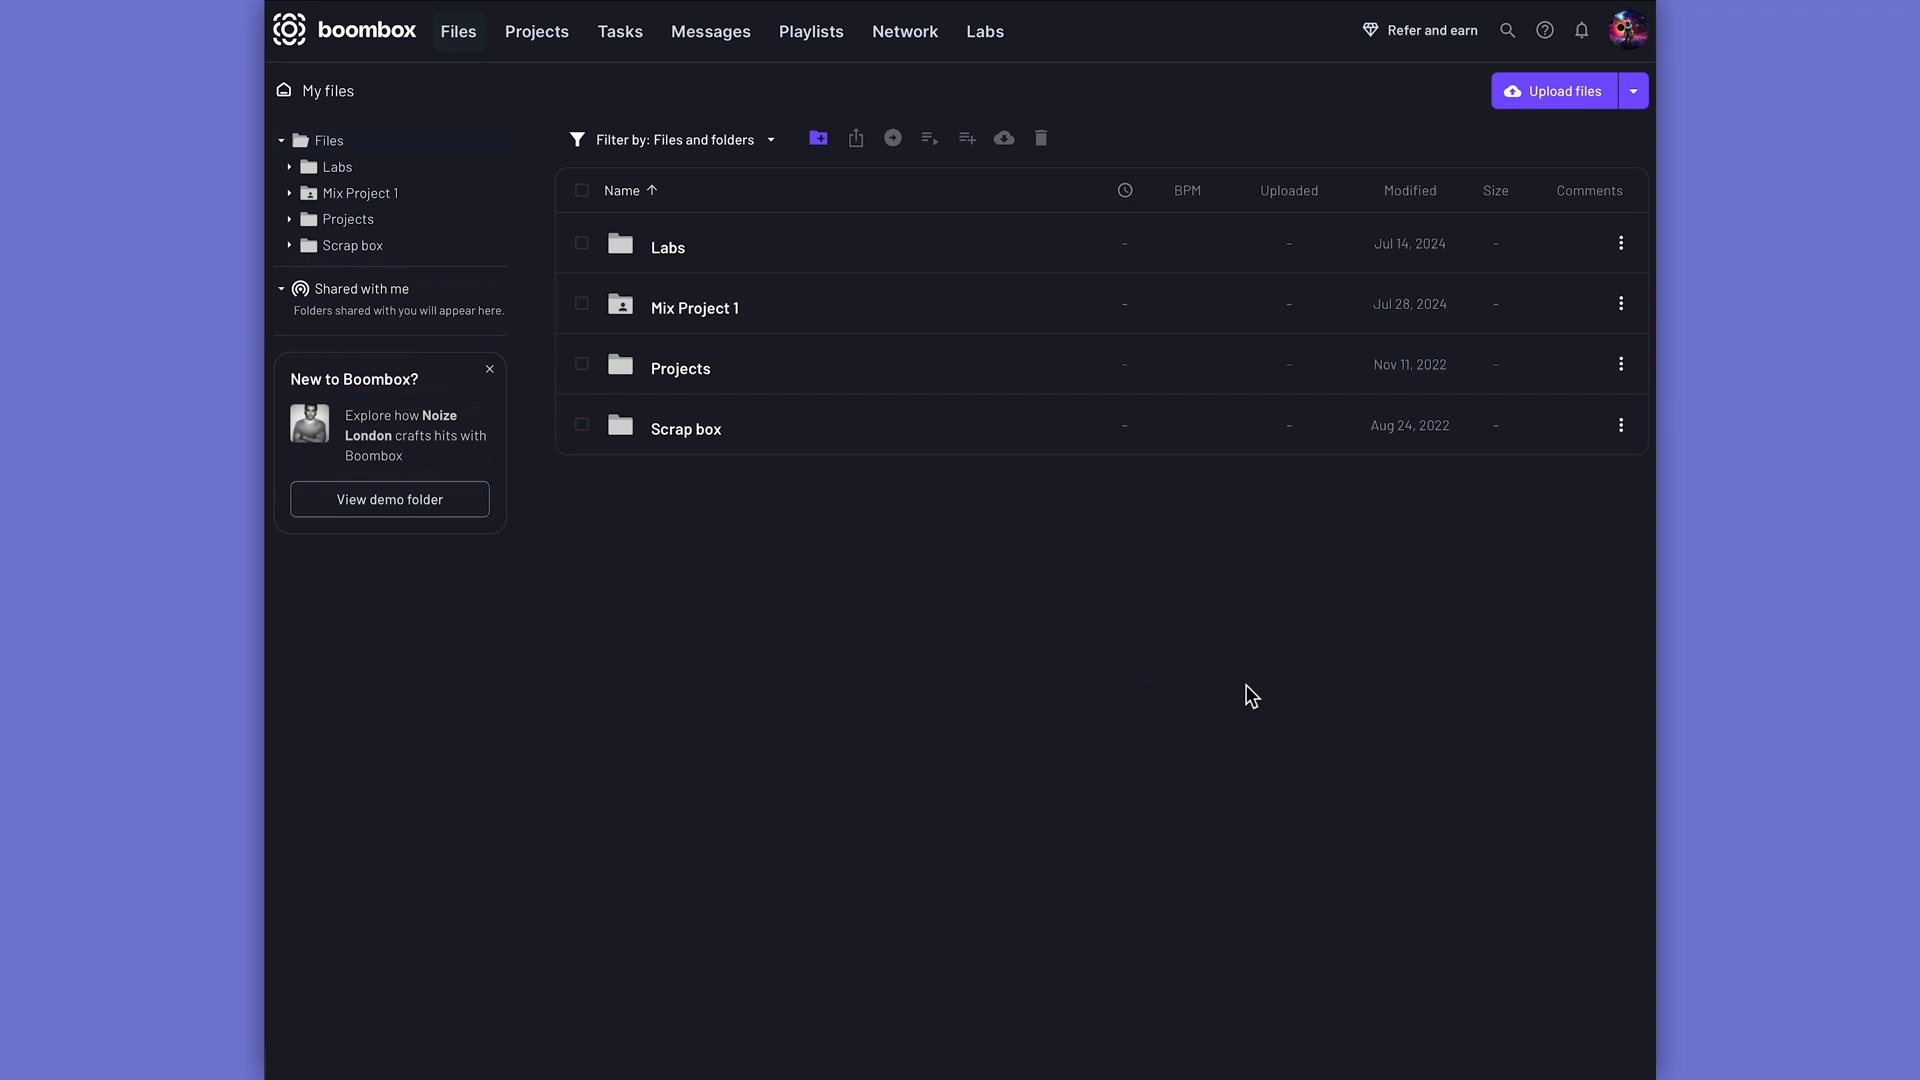 boombox Files Projects Tasks Messages Playlists Network Labs Refer and earn
My files Upload files
Files
Labs
Mix Project 1
Projects
Scrap box
Shared with me
Folders shared with you will appear here.
New to Boombox?
Explore how Noize
London crafts hits with
Boombox
View demo folder
Filter by: Files and folders
Name BPM Uploaded Modified Size Comments
Labs - - Jul 14, 2024 -
Mix Project 1 - - Jul 28, 2024 -
Projects - - Nov 11, 2022 -
Scrap box - - Aug 24, 2022 -